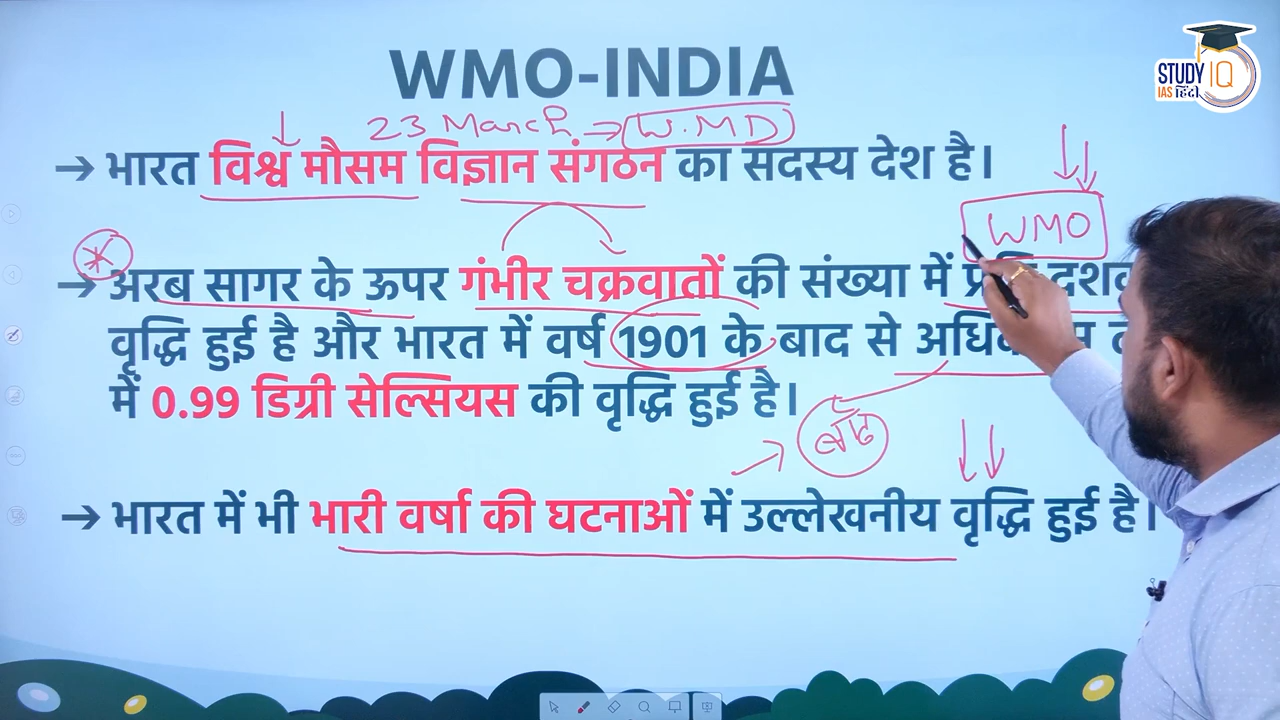 WMO-INDIA
STUDY IQ
IAS हिंदी
23 March → W.MD
→ भारत विश्व मौसम विज्ञान संगठन का सदस्य देश है।
WMO
→ अरब सागर के ऊपर गंभीर चक्रवातों की संख्या में
वृद्धि हुई है और भारत में वर्ष 1901 के बाद से
में 0.99 डिग्री सेल्सियस की वृद्धि हुई है।
→ भारत में भी भारी वर्षा की घटनाओं में उल्लेखनीय वृद्धि हुई है।